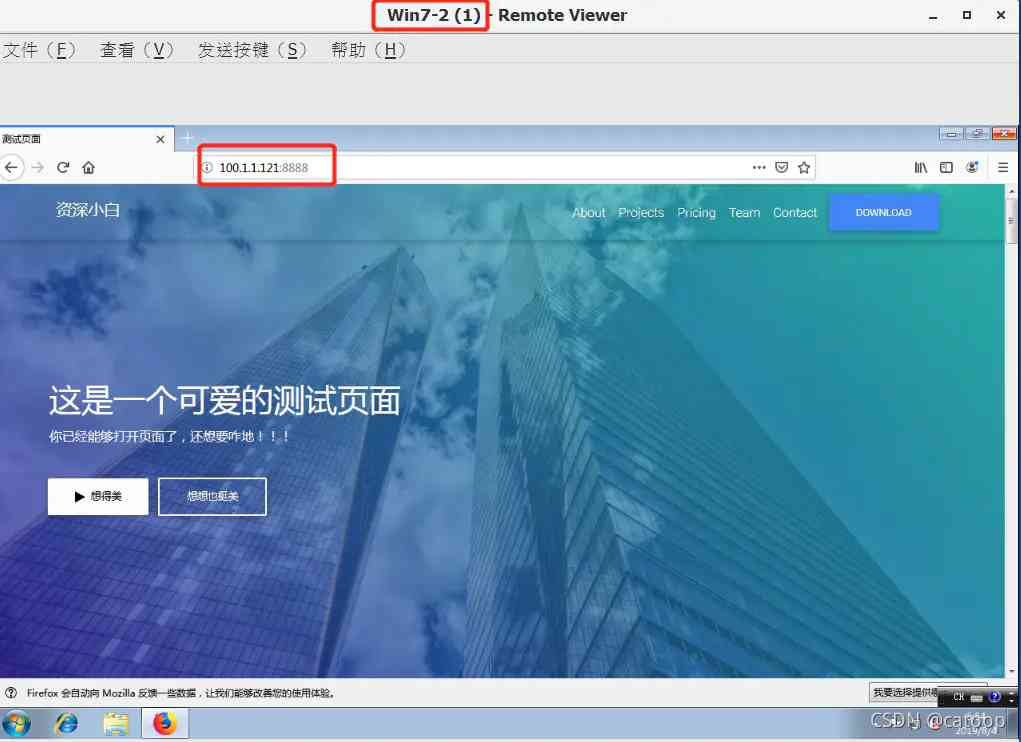 Win7-2 (1) - Remote Viewer
文件（F） 查看（V） 发送按键（S） 帮助（H）
测试页面
100.1.1.121:8888
资深小白 About Projects Pricing Team Contact DOWNLOAD
这是一个可爱的测试页面
你已经能够打开页面了，还想要咋地！！！
想得美 想想也更美
Firefox 会自动向 Mozilla 反馈一些数据，让我们能够改善您的使用体验。
我要选择提供 CH
CSDN @caroop
2019/8/4